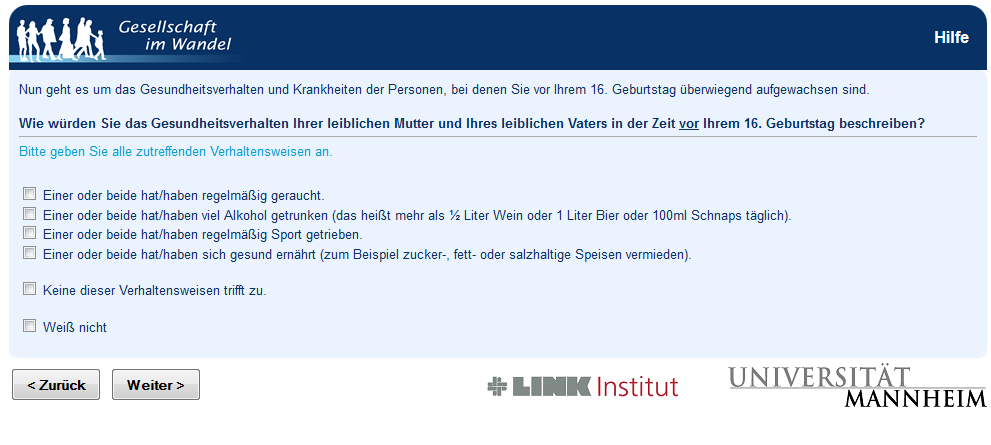 Gesellschaft
im Wandel
Hilfe
Nun geht es um das Gesundheitsverhalten und Krankheiten der Personen, bei denen Sie vor Ihrem 16. Geburtstag überwiegend aufgewachsen sind.
Wie würden Sie das Gesundheitsverhalten Ihrer leiblichen Mutter und Ihres leiblichen Vaters in der Zeit vor Ihrem 16. Geburtstag beschreiben?
Bitte geben Sie alle zutreffenden Verhaltensweisen an.
Einer oder beide hat/haben regelmäßig geraucht.
Einer oder beide hat/haben viel Alkohol getrunken (das heißt mehr als ½ Liter Wein oder 1 Liter Bier oder 100ml Schnaps täglich).
Einer oder beide hat/haben regelmäßig Sport getrieben.
Einer oder beide hat/haben sich gesund ernährt (zum Beispiel zucker-, fett- oder salzhaltige Speisen vermieden).
Keine dieser Verhaltensweisen trifft zu.
Weiß nicht
< Zurück
Weiter >
LINK Institut
UNIVERSITÄT
MANNHEIM